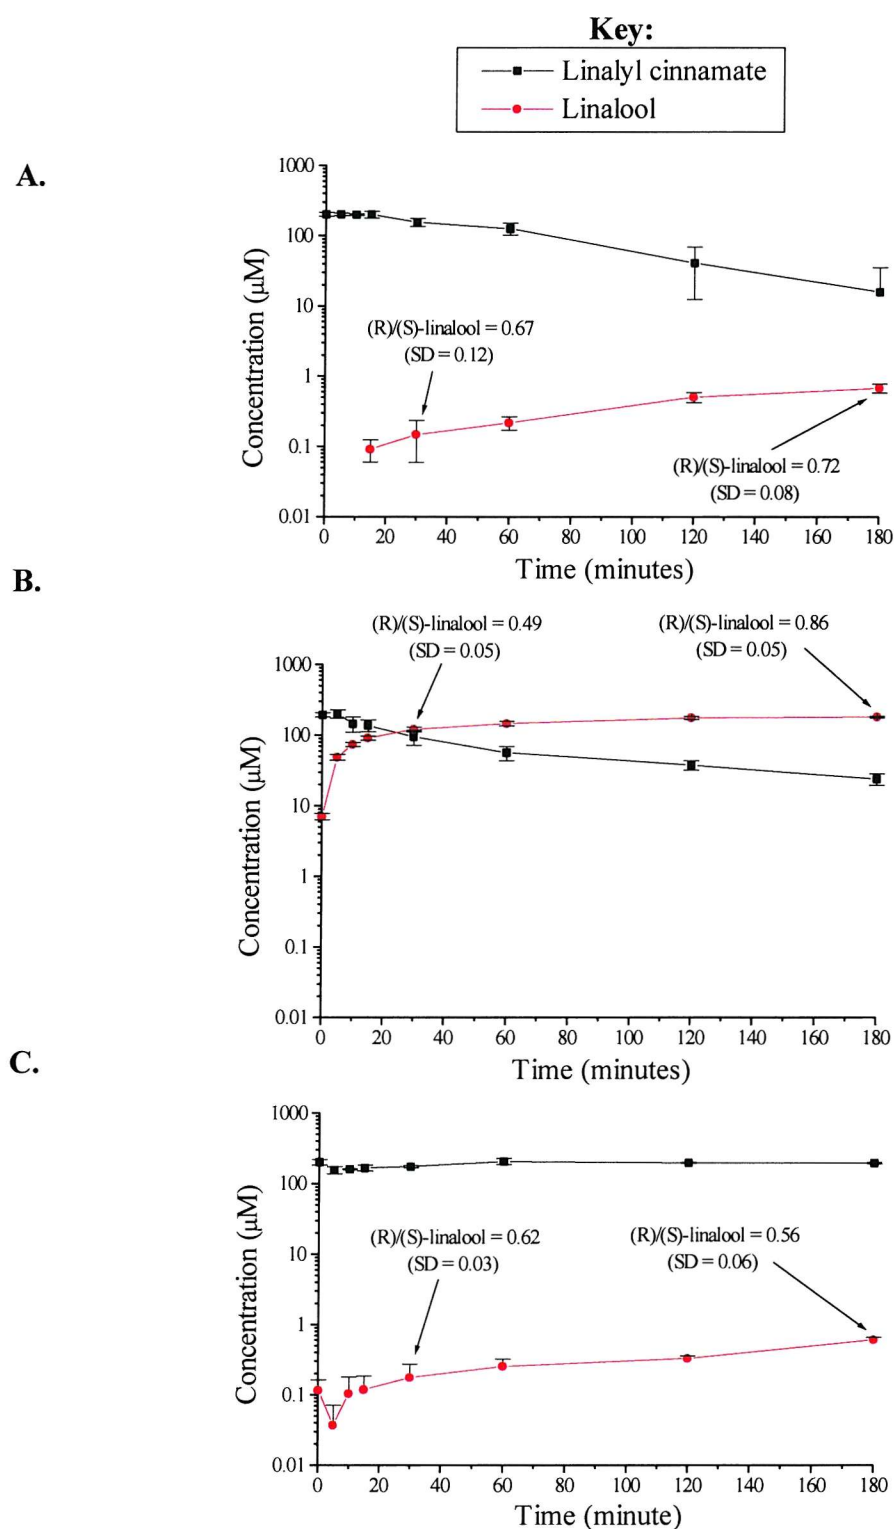 Key:
Linalyl cinnamate
Linalool
A.
1000
100
10
1
0.1
0.01
Concentration (μM)
(R)/(S)-linalool = 0.67
(SD = 0.12)
(R)/(S)-linalool = 0.72
(SD = 0.08)
0 20 40 60 80 100 120 140 160 180
Time (minutes)
B.
(R)/(S)-linalool = 0.49
(SD = 0.05)
(R)/(S)-linalool = 0.86
(SD = 0.05)
1000
100
10
1
0.1
0.01
Concentration (μM)
0 20 40 60 80 100 120 140 160 180
Time (minutes)
C.
1000
100
10
1
0.1
0.01
Concentration (μM)
(R)/(S)-linalool = 0.62
(SD = 0.03)
(R)/(S)-linalool = 0.56
(SD = 0.06)
0 20 40 60 80 100 120 140 160 180
Time (minute)